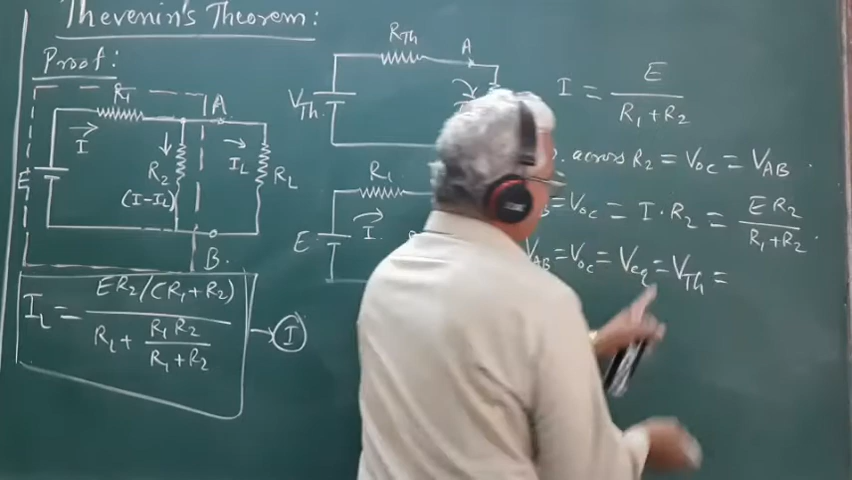 Thevenin's Theorem:
Proof:
R1
A
I
R2
(I-IL)
IL
RL
E
B
IL = ER2/(R1+R2) / RL + R1R2/R1+R2
I
RTh
A
VTh
R1
E
I
I = E / R1+R2
across R2 = Voc = VAB.
= Voc = I·R2 = ER2 / R1+R2.
VAB = Voc = Veq = VTh =